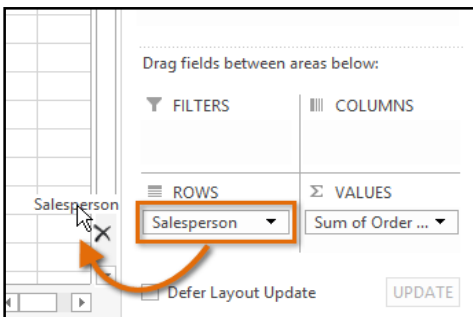 Drag fields between areas below:
FILTERS
COLUMNS
ROWS
Σ VALUES
Salesperson
Salesperson
Sum of Order ...
Defer Layout Update
UPDATE